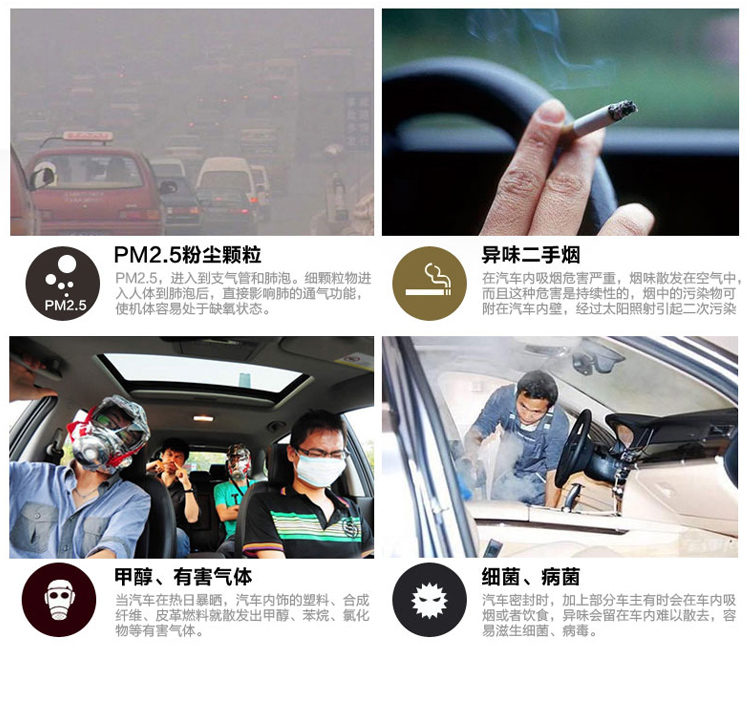 PM2.5粉尘颗粒
PM2.5
PM2.5，进入到支气管和肺泡。细颗粒物进
入人体到肺泡后，直接影响肺的通气功能，
使机体容易处于缺氧状态。
异味二手烟
在汽车内吸烟危害严重，烟味散发在空气中，
而且这种危害是持续性的，烟中的污染物可
附在汽车内壁，经过太阳照射引起二次污染
甲醇、有害气体
当汽车在热日暴晒，汽车内饰的塑料、合成
纤维、皮革燃料就散发出甲醇、苯烷、氯化
物等有害气体。
细菌、病菌
汽车密封时，加上部分车主有时会在车内吸
烟或者饮食，异味会留在车内难以散去，容
易滋生细菌、病毒。